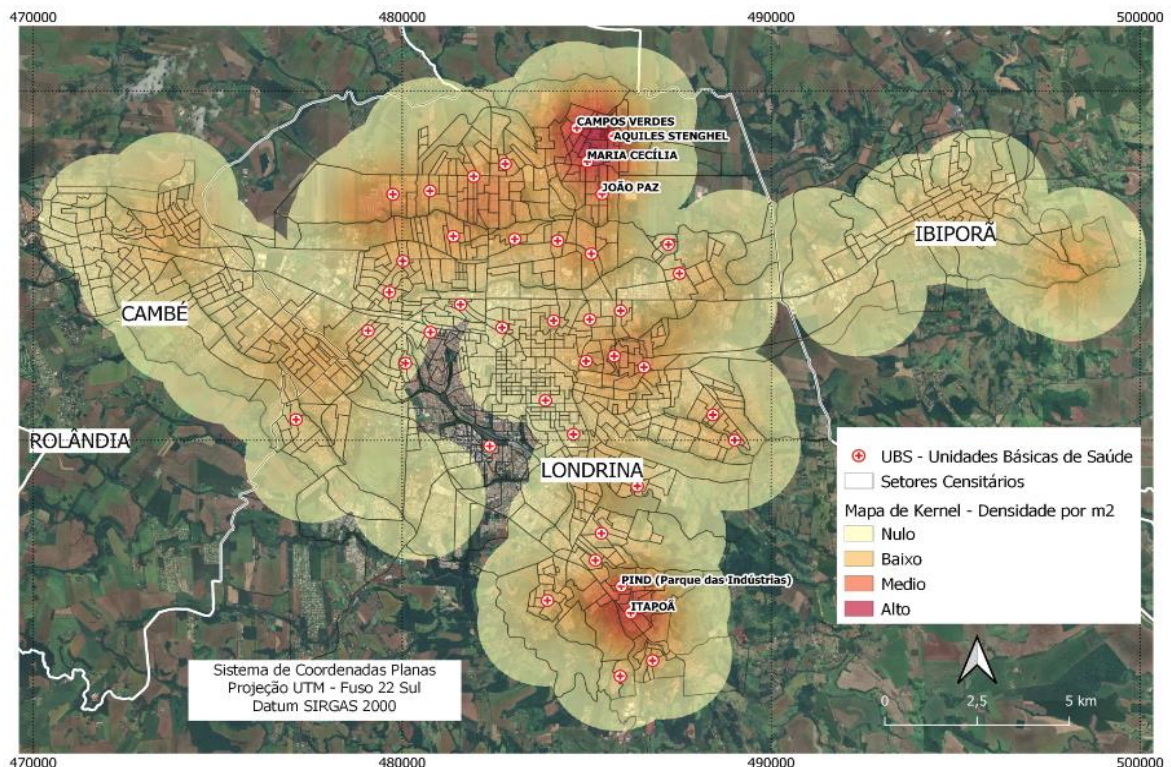 470000 480000 490000 500000
CAMPOS VERDES
AQUILES STENGHEL
MARIA CECÍLIA
JOÃO PAZ
IBIPORÃ
CAMBÉ
ROLÂNDIA
LONDRINA
UBS - Unidades Básicas de Saúde
Setores Censitários
Mapa de Kernel - Densidade por m2
Nulo
Baixo
Medio
Alto
PIND (Parque das Indústrias)
ITAPOÃ
Sistema de Coordenadas Planas
Projeção UTM - Fuso 22 Sul
Datum SIRGAS 2000
0 2,5 5 km
470000 480000 490000 500000